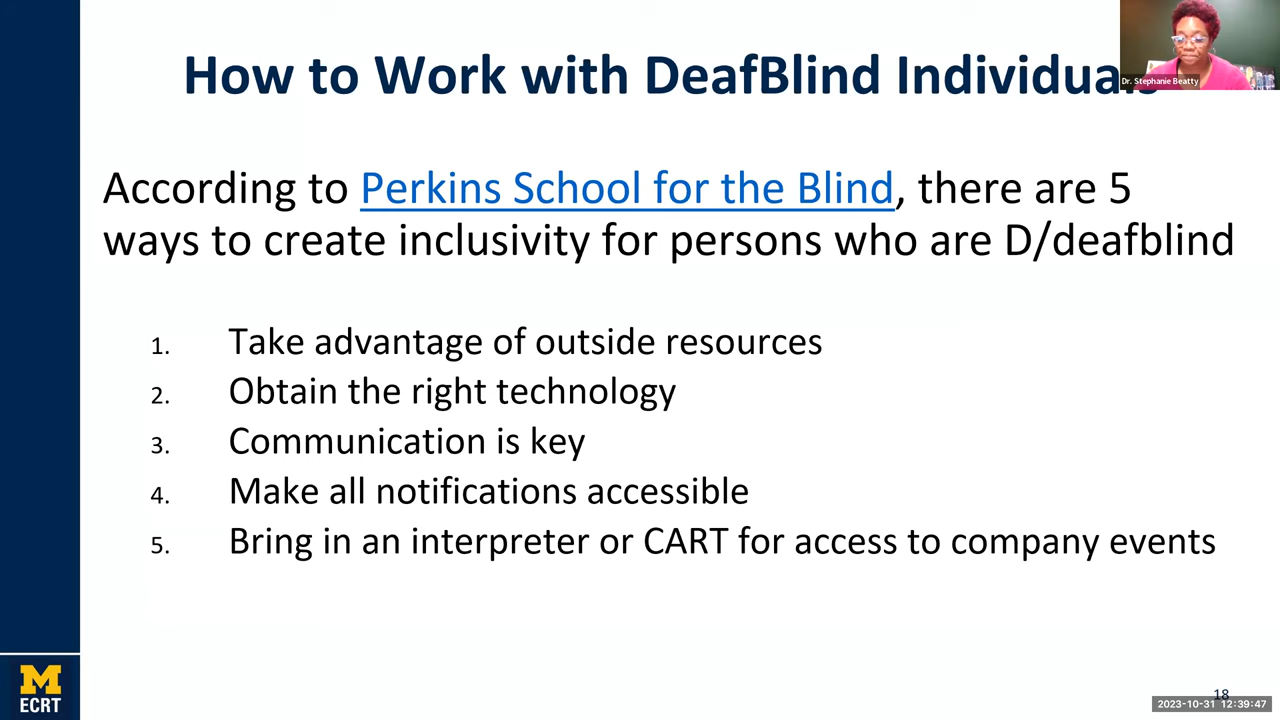 How to Work with DeafBlind Individuals
Dr. Stephanie Beatty
According to Perkins School for the Blind, there are 5
ways to create inclusivity for persons who are D/deafblind
1. Take advantage of outside resources
2. Obtain the right technology
3. Communication is key
4. Make all notifications accessible
5. Bring in an interpreter or CART for access to company events
M
ECRT
18
2023-10-31 12:39:47